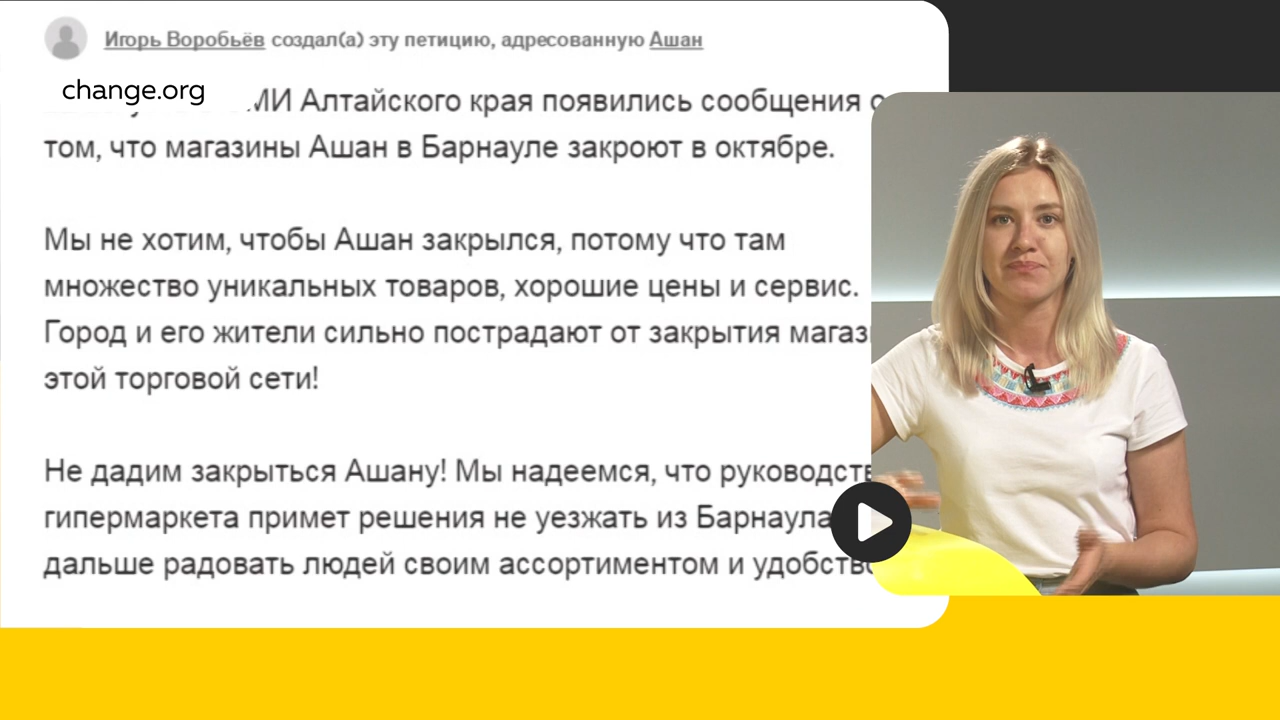 Игорь Воробьёв создал(а) эту петицию, адресованную Ашан
change.org
Алтайского края появились сообщения о
том, что магазины Ашан в Барнауле закроют в октябре.
Мы не хотим, чтобы Ашан закрылся, потому что там
множество уникальных товаров, хорошие цены и сервис.
Город и его жители сильно пострадают от закрытия
этой торговой сети!
Не дадим закрыться Ашану! Мы надеемся, что
гипермаркета примет решения не уезжать из Барнаула
дальше радовать людей своим ассортиментом и